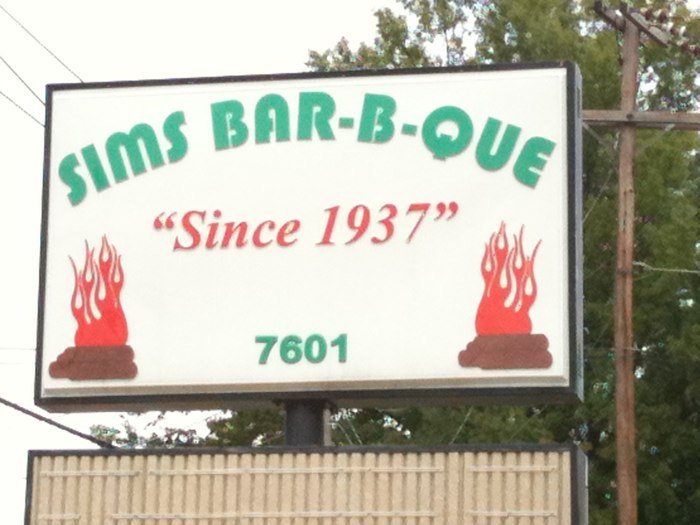 SIMS BAR-B-QUE
“Since 1937”
7601